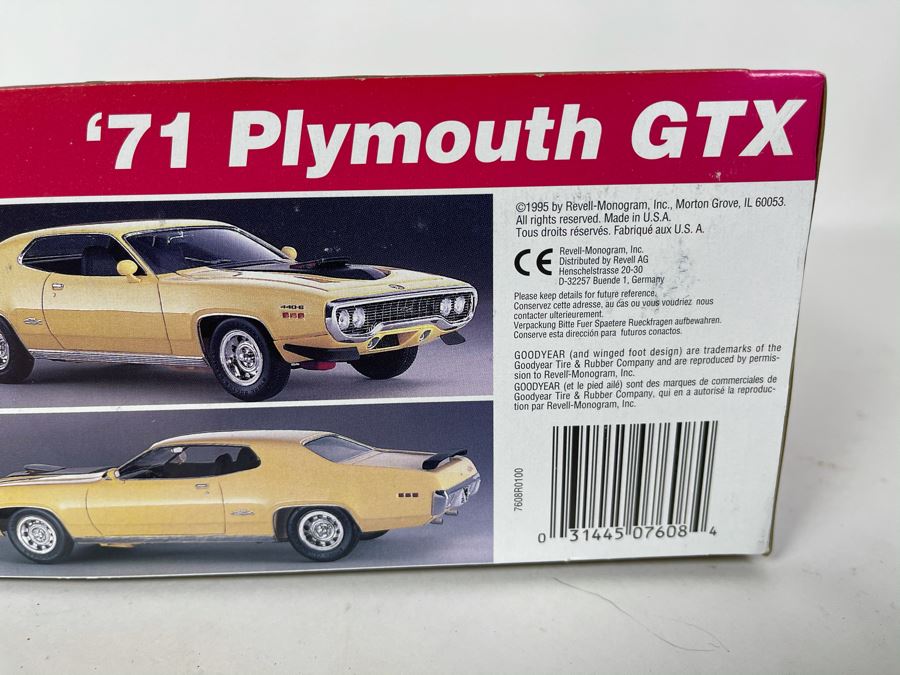 ‘71 Plymouth GTX
©1995 by Revell-Monogram, Inc., Morton Grove, IL 60053.
All rights reserved. Made in U.S.A.
Tous droits réservés. Fabriqué aux U. S. A.
CE
Revell-Monogram, Inc.
Distributed by Revell AG
Henschelstrasse 20-30
D-32257 Buende 1, Germany
Please keep details for future reference.
Conservez cette adresse, au cas ou vous voudriez nous
contacter ulterieurement.
Verpackung Bitte Fuer Spaetere Rueckfragen aufbewahren.
Conserve esta dirección para futuros contactos.
GOODYEAR (and winged foot design) are trademarks of the
Goodyear Tire & Rubber Company and are reproduced by permis-
sion to Revell-Monogram, Inc.
GOODYEAR (et le pied ailé) sont des marques de commerciales de
Goodyear Tire & Rubber Company, qui en a autorisé la reproduc-
tion par Revell-Monogram, Inc.
7608R0100
0 31445 07608 4
440-6